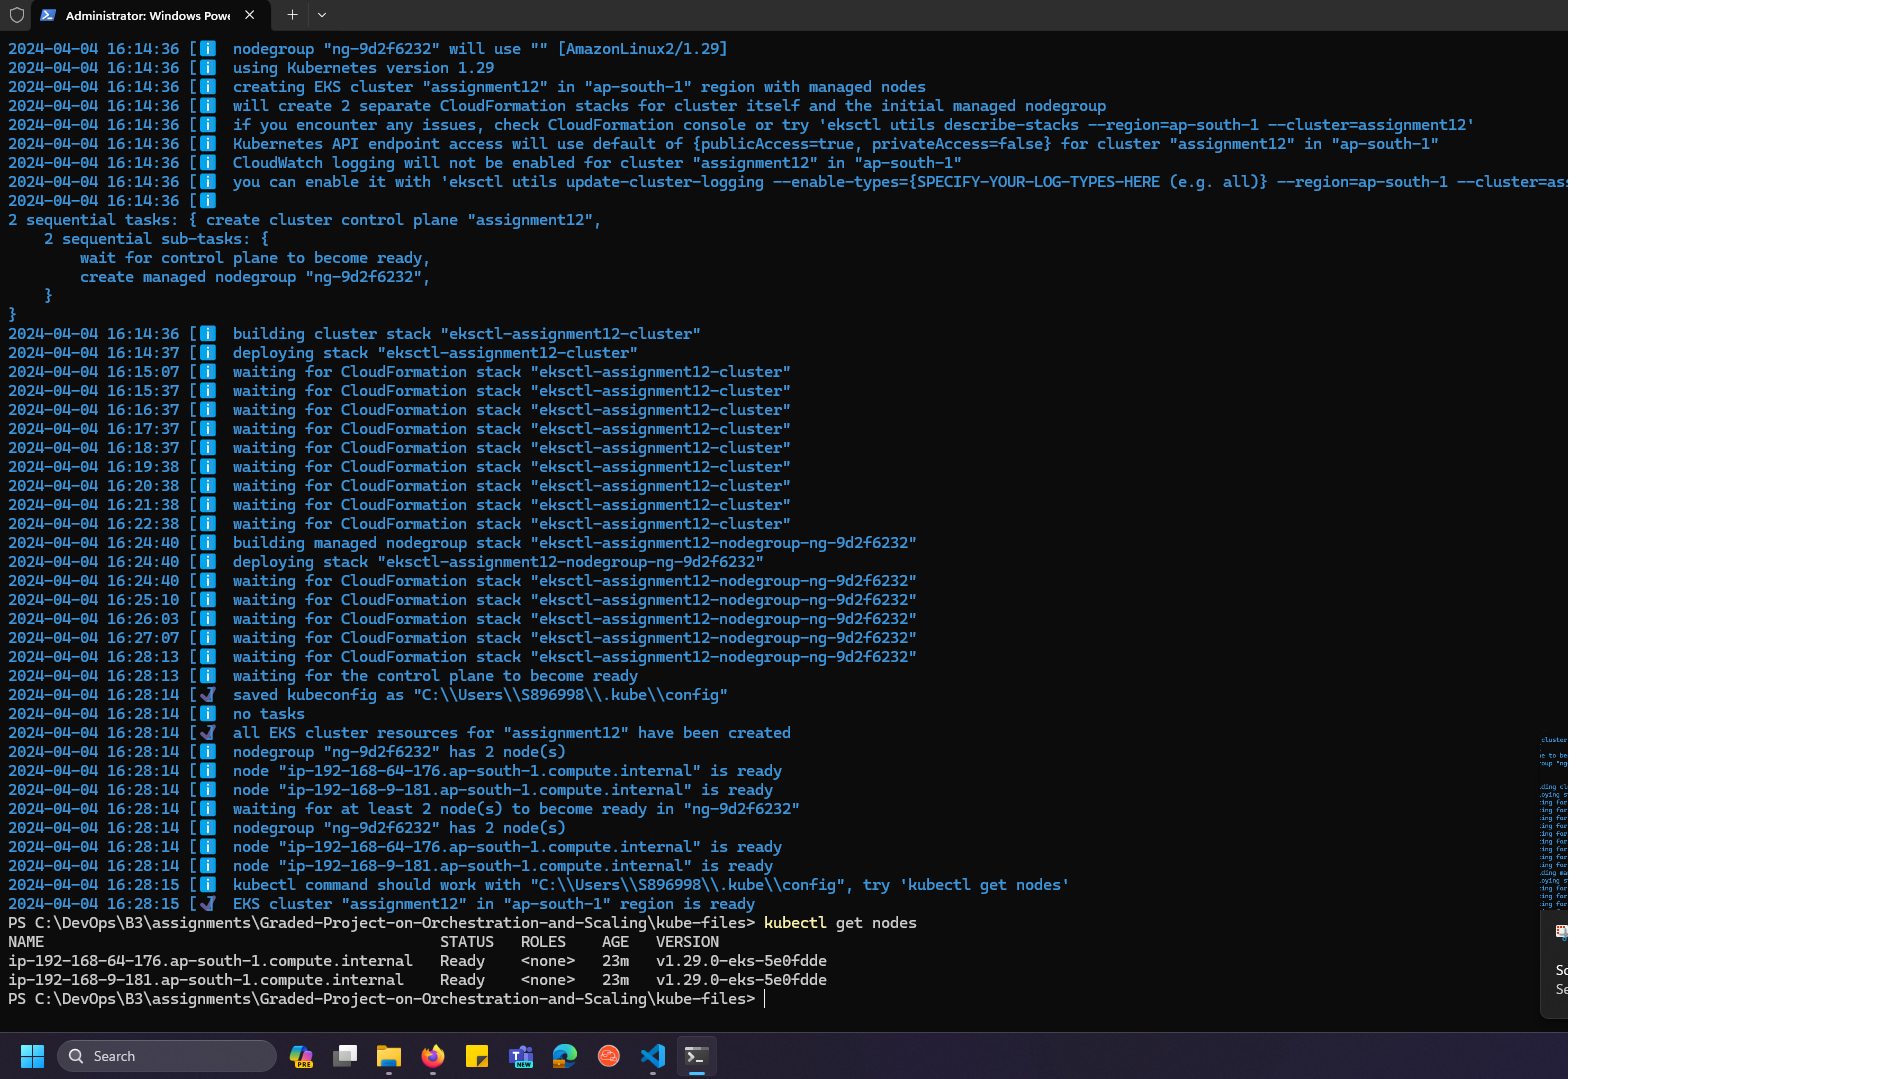 Administrator: Windows Powe
2024-04-04 16:14:36 [i] nodegroup "ng-9d2f6232" will use "" [AmazonLinux2/1.29]
2024-04-04 16:14:36 [i] using Kubernetes version 1.29
2024-04-04 16:14:36 [i] creating EKS cluster "assignment12" in "ap-south-1" region with managed nodes
2024-04-04 16:14:36 [i] will create 2 separate CloudFormation stacks for cluster itself and the initial managed nodegroup
2024-04-04 16:14:36 [i] if you encounter any issues, check CloudFormation console or try 'eksctl utils describe-stacks --region=ap-south-1 --cluster=assignment12'
2024-04-04 16:14:36 [i] Kubernetes API endpoint access will use default of {publicAccess=true, privateAccess=false} for cluster "assignment12" in "ap-south-1"
2024-04-04 16:14:36 [i] CloudWatch logging will not be enabled for cluster "assignment12" in "ap-south-1"
2024-04-04 16:14:36 [i] you can enable it with 'eksctl utils update-cluster-logging --enable-types={SPECIFY-YOUR-LOG-TYPES-HERE (e.g. all)} --region=ap-south-1 --cluster=ass
2024-04-04 16:14:36 [i]
2 sequential tasks: { create cluster control plane "assignment12",
    2 sequential sub-tasks: {
        wait for control plane to become ready,
        create managed nodegroup "ng-9d2f6232",
    }
}
2024-04-04 16:14:36 [i] building cluster stack "eksctl-assignment12-cluster"
2024-04-04 16:14:37 [i] deploying stack "eksctl-assignment12-cluster"
2024-04-04 16:15:07 [i] waiting for CloudFormation stack "eksctl-assignment12-cluster"
2024-04-04 16:15:37 [i] waiting for CloudFormation stack "eksctl-assignment12-cluster"
2024-04-04 16:16:37 [i] waiting for CloudFormation stack "eksctl-assignment12-cluster"
2024-04-04 16:17:37 [i] waiting for CloudFormation stack "eksctl-assignment12-cluster"
2024-04-04 16:18:37 [i] waiting for CloudFormation stack "eksctl-assignment12-cluster"
2024-04-04 16:19:38 [i] waiting for CloudFormation stack "eksctl-assignment12-cluster"
2024-04-04 16:20:38 [i] waiting for CloudFormation stack "eksctl-assignment12-cluster"
2024-04-04 16:21:38 [i] waiting for CloudFormation stack "eksctl-assignment12-cluster"
2024-04-04 16:22:38 [i] waiting for CloudFormation stack "eksctl-assignment12-cluster"
2024-04-04 16:24:40 [i] building managed nodegroup stack "eksctl-assignment12-nodegroup-ng-9d2f6232"
2024-04-04 16:24:40 [i] deploying stack "eksctl-assignment12-nodegroup-ng-9d2f6232"
2024-04-04 16:24:40 [i] waiting for CloudFormation stack "eksctl-assignment12-nodegroup-ng-9d2f6232"
2024-04-04 16:25:10 [i] waiting for CloudFormation stack "eksctl-assignment12-nodegroup-ng-9d2f6232"
2024-04-04 16:26:03 [i] waiting for CloudFormation stack "eksctl-assignment12-nodegroup-ng-9d2f6232"
2024-04-04 16:27:07 [i] waiting for CloudFormation stack "eksctl-assignment12-nodegroup-ng-9d2f6232"
2024-04-04 16:28:13 [i] waiting for CloudFormation stack "eksctl-assignment12-nodegroup-ng-9d2f6232"
2024-04-04 16:28:13 [i] waiting for the control plane to become ready
2024-04-04 16:28:14 [✓ saved kubeconfig as "C:\\Users\\S896998\\.kube\\config"
2024-04-04 16:28:14 [i] no tasks
2024-04-04 16:28:14 [✓ all EKS cluster resources for "assignment12" have been created
2024-04-04 16:28:14 [i] nodegroup "ng-9d2f6232" has 2 node(s)
2024-04-04 16:28:14 [i] node "ip-192-168-64-176.ap-south-1.compute.internal" is ready
2024-04-04 16:28:14 [i] node "ip-192-168-9-181.ap-south-1.compute.internal" is ready
2024-04-04 16:28:14 [i] waiting for at least 2 node(s) to become ready in "ng-9d2f6232"
2024-04-04 16:28:14 [i] nodegroup "ng-9d2f6232" has 2 node(s)
2024-04-04 16:28:14 [i] node "ip-192-168-64-176.ap-south-1.compute.internal" is ready
2024-04-04 16:28:14 [i] node "ip-192-168-9-181.ap-south-1.compute.internal" is ready
2024-04-04 16:28:15 [i] kubectl command should work with "C:\\Users\\S896998\\.kube\\config", try 'kubectl get nodes'
2024-04-04 16:28:15 [✓ EKS cluster "assignment12" in "ap-south-1" region is ready
PS C:\DevOps\B3\assignments\Graded-Project-on-Orchestration-and-Scaling\kube-files> kubectl get nodes
NAME STATUS ROLES AGE VERSION
ip-192-168-64-176.ap-south-1.compute.internal Ready <none> 23m v1.29.0-eks-5e0fdde
ip-192-168-9-181.ap-south-1.compute.internal Ready <none> 23m v1.29.0-eks-5e0fdde
PS C:\DevOps\B3\assignments\Graded-Project-on-Orchestration-and-Scaling\kube-files>
Search
PRE
NEW